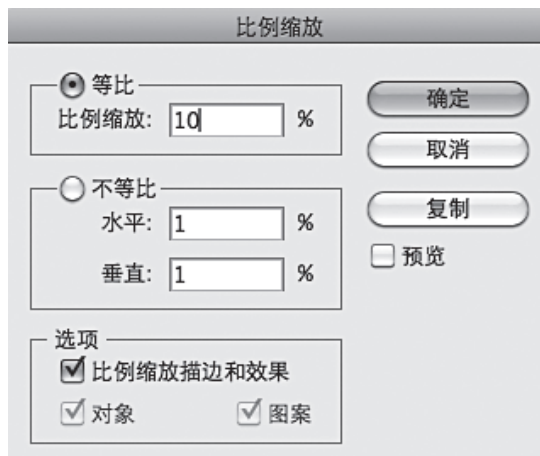 比例缩放
等比
比例缩放: 10 %
不等比
水平: 1 %
垂直: 1 %
选项
比例缩放描边和效果
对象 图案
确定
取消
复制
预览